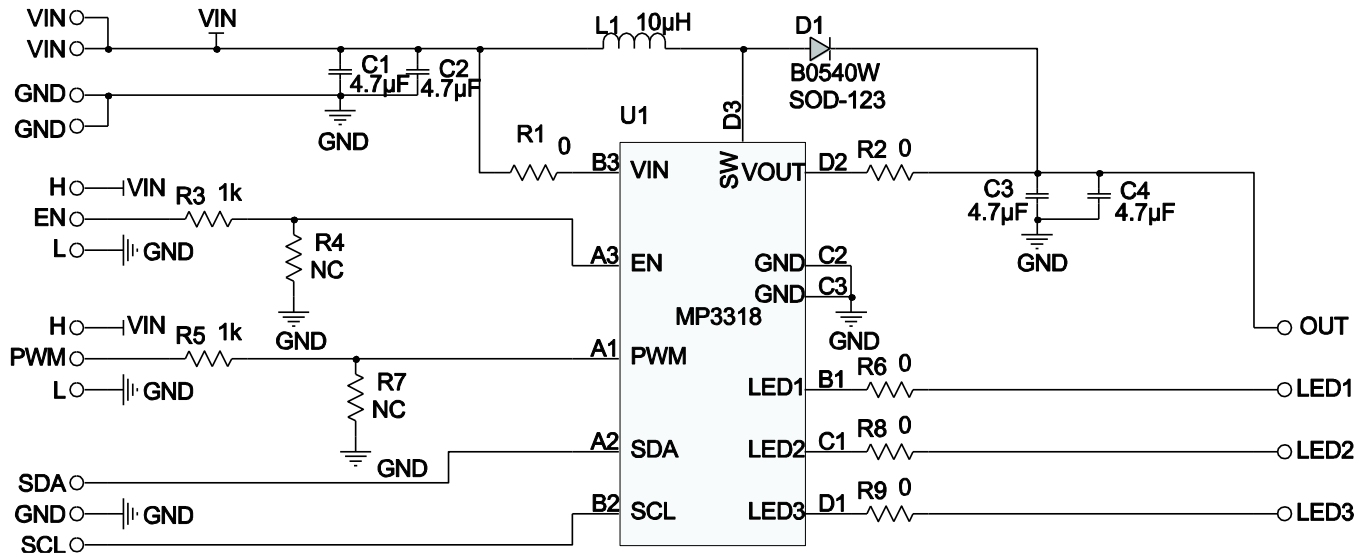 VIN
VIN
VIN
GND
GND
C1
4.7µF
C2
4.7µF
GND
L1 10µH
D1
B0540W
SOD-123
U1
D3
R1 0
B3
VIN
SW
VOUT
D2
R2 0
C3
4.7µF
C4
4.7µF
GND
H
VIN
EN
R3 1k
L
GND
R4
NC
GND
A3
EN
GND
C2
GND
C3
GND
MP3318
OUT
H
VIN
PWM
R5 1k
L
GND
R7
NC
GND
A1
PWM
LED1
B1
R6 0
LED1
A2
SDA
LED2
C1
R8 0
LED2
SDA
GND
GND
SCL
B2
SCL
LED3
D1
R9 0
LED3